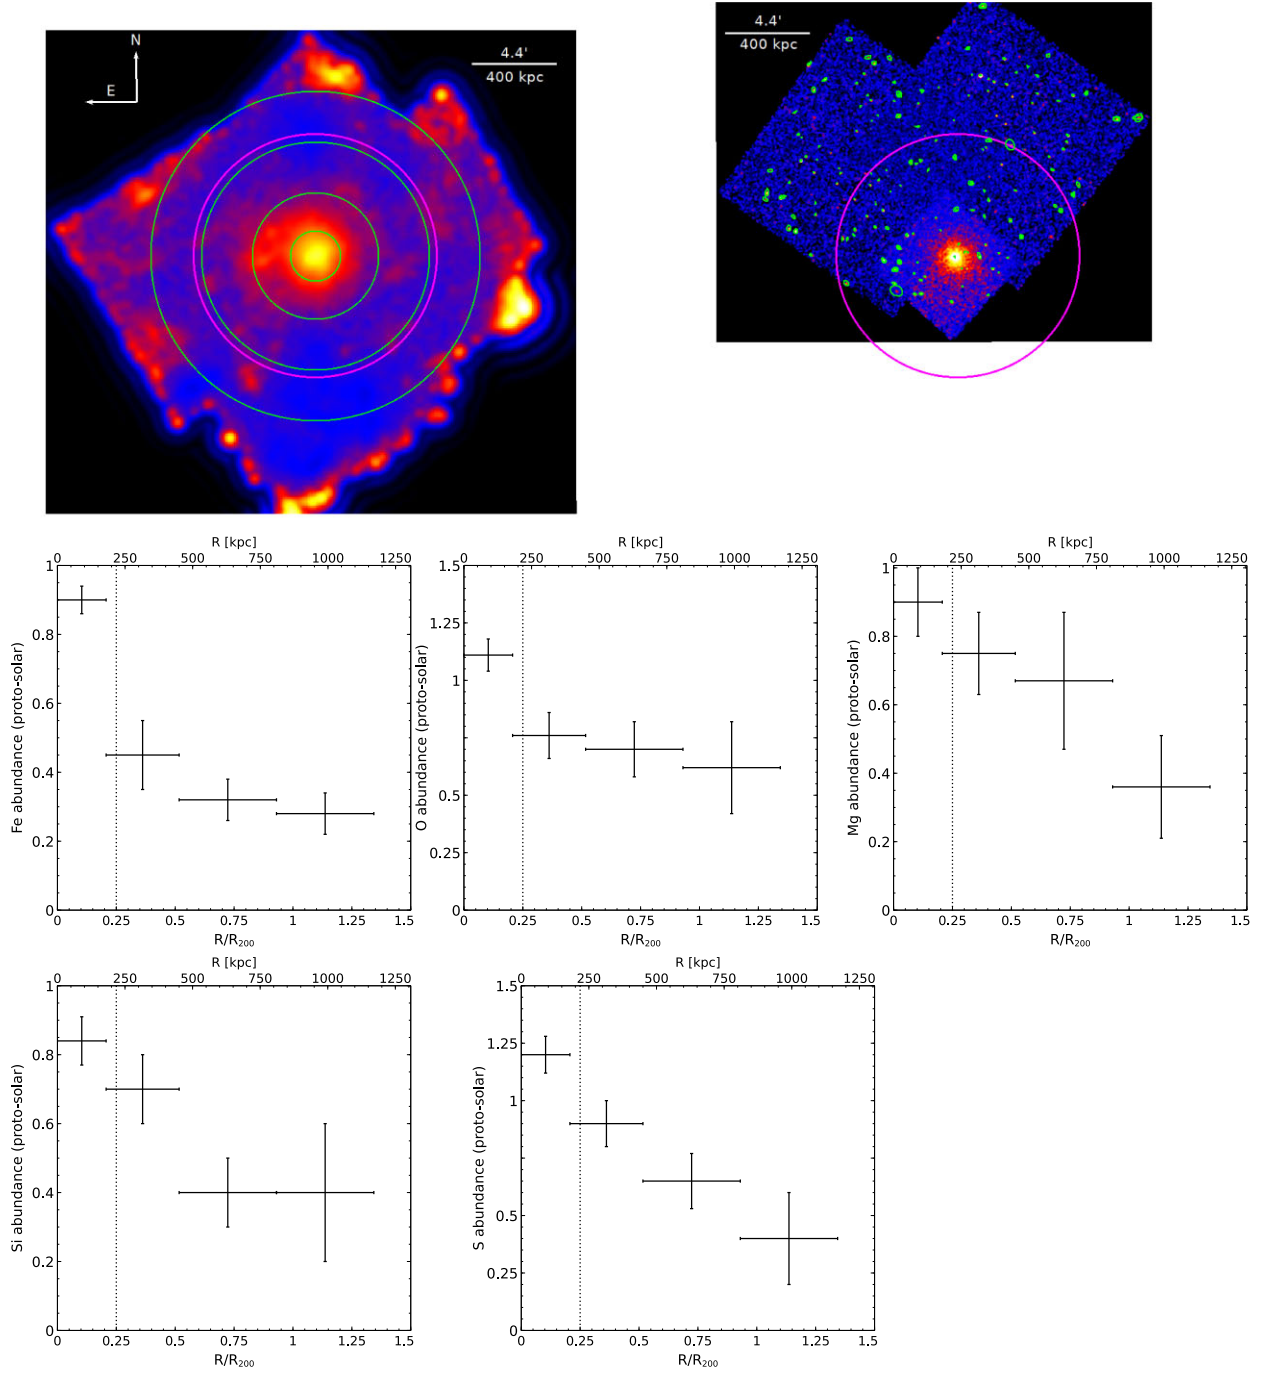 N
E
4.4'
400 kpc
4.4'
400 kpc
R [kpc]
0 250 500 750 1000 1250
Fe abundance (proto-solar)
1
0.8
0.6
0.4
0.2
0
0 0.25 0.5 0.75 1 1.25 1.5
R/R200
R [kpc]
0 250 500 750 1000 1250
O abundance (proto-solar)
1.5
1.25
1
0.5
0.25
0
0 0.25 0.5 0.75 1 1.25 1.5
R/R200
R [kpc]
0 250 500 750 1000 1250
Mg abundance (proto-solar)
1
0.8
0.6
0.4
0.2
0
0 0.25 0.5 0.75 1 1.25 1.5
R/R200
R [kpc]
0 250 500 750 1000 1250
Si abundance (proto-solar)
1
0.8
0.6
0.4
0.2
0
0 0.25 0.5 0.75 1 1.25 1.5
R/R200
R [kpc]
0 250 500 750 1000 1250
S abundance (proto-solar)
1.5
1.25
1
0.5
0.25
0
0 0.25 0.5 0.75 1 1.25 1.5
R/R200